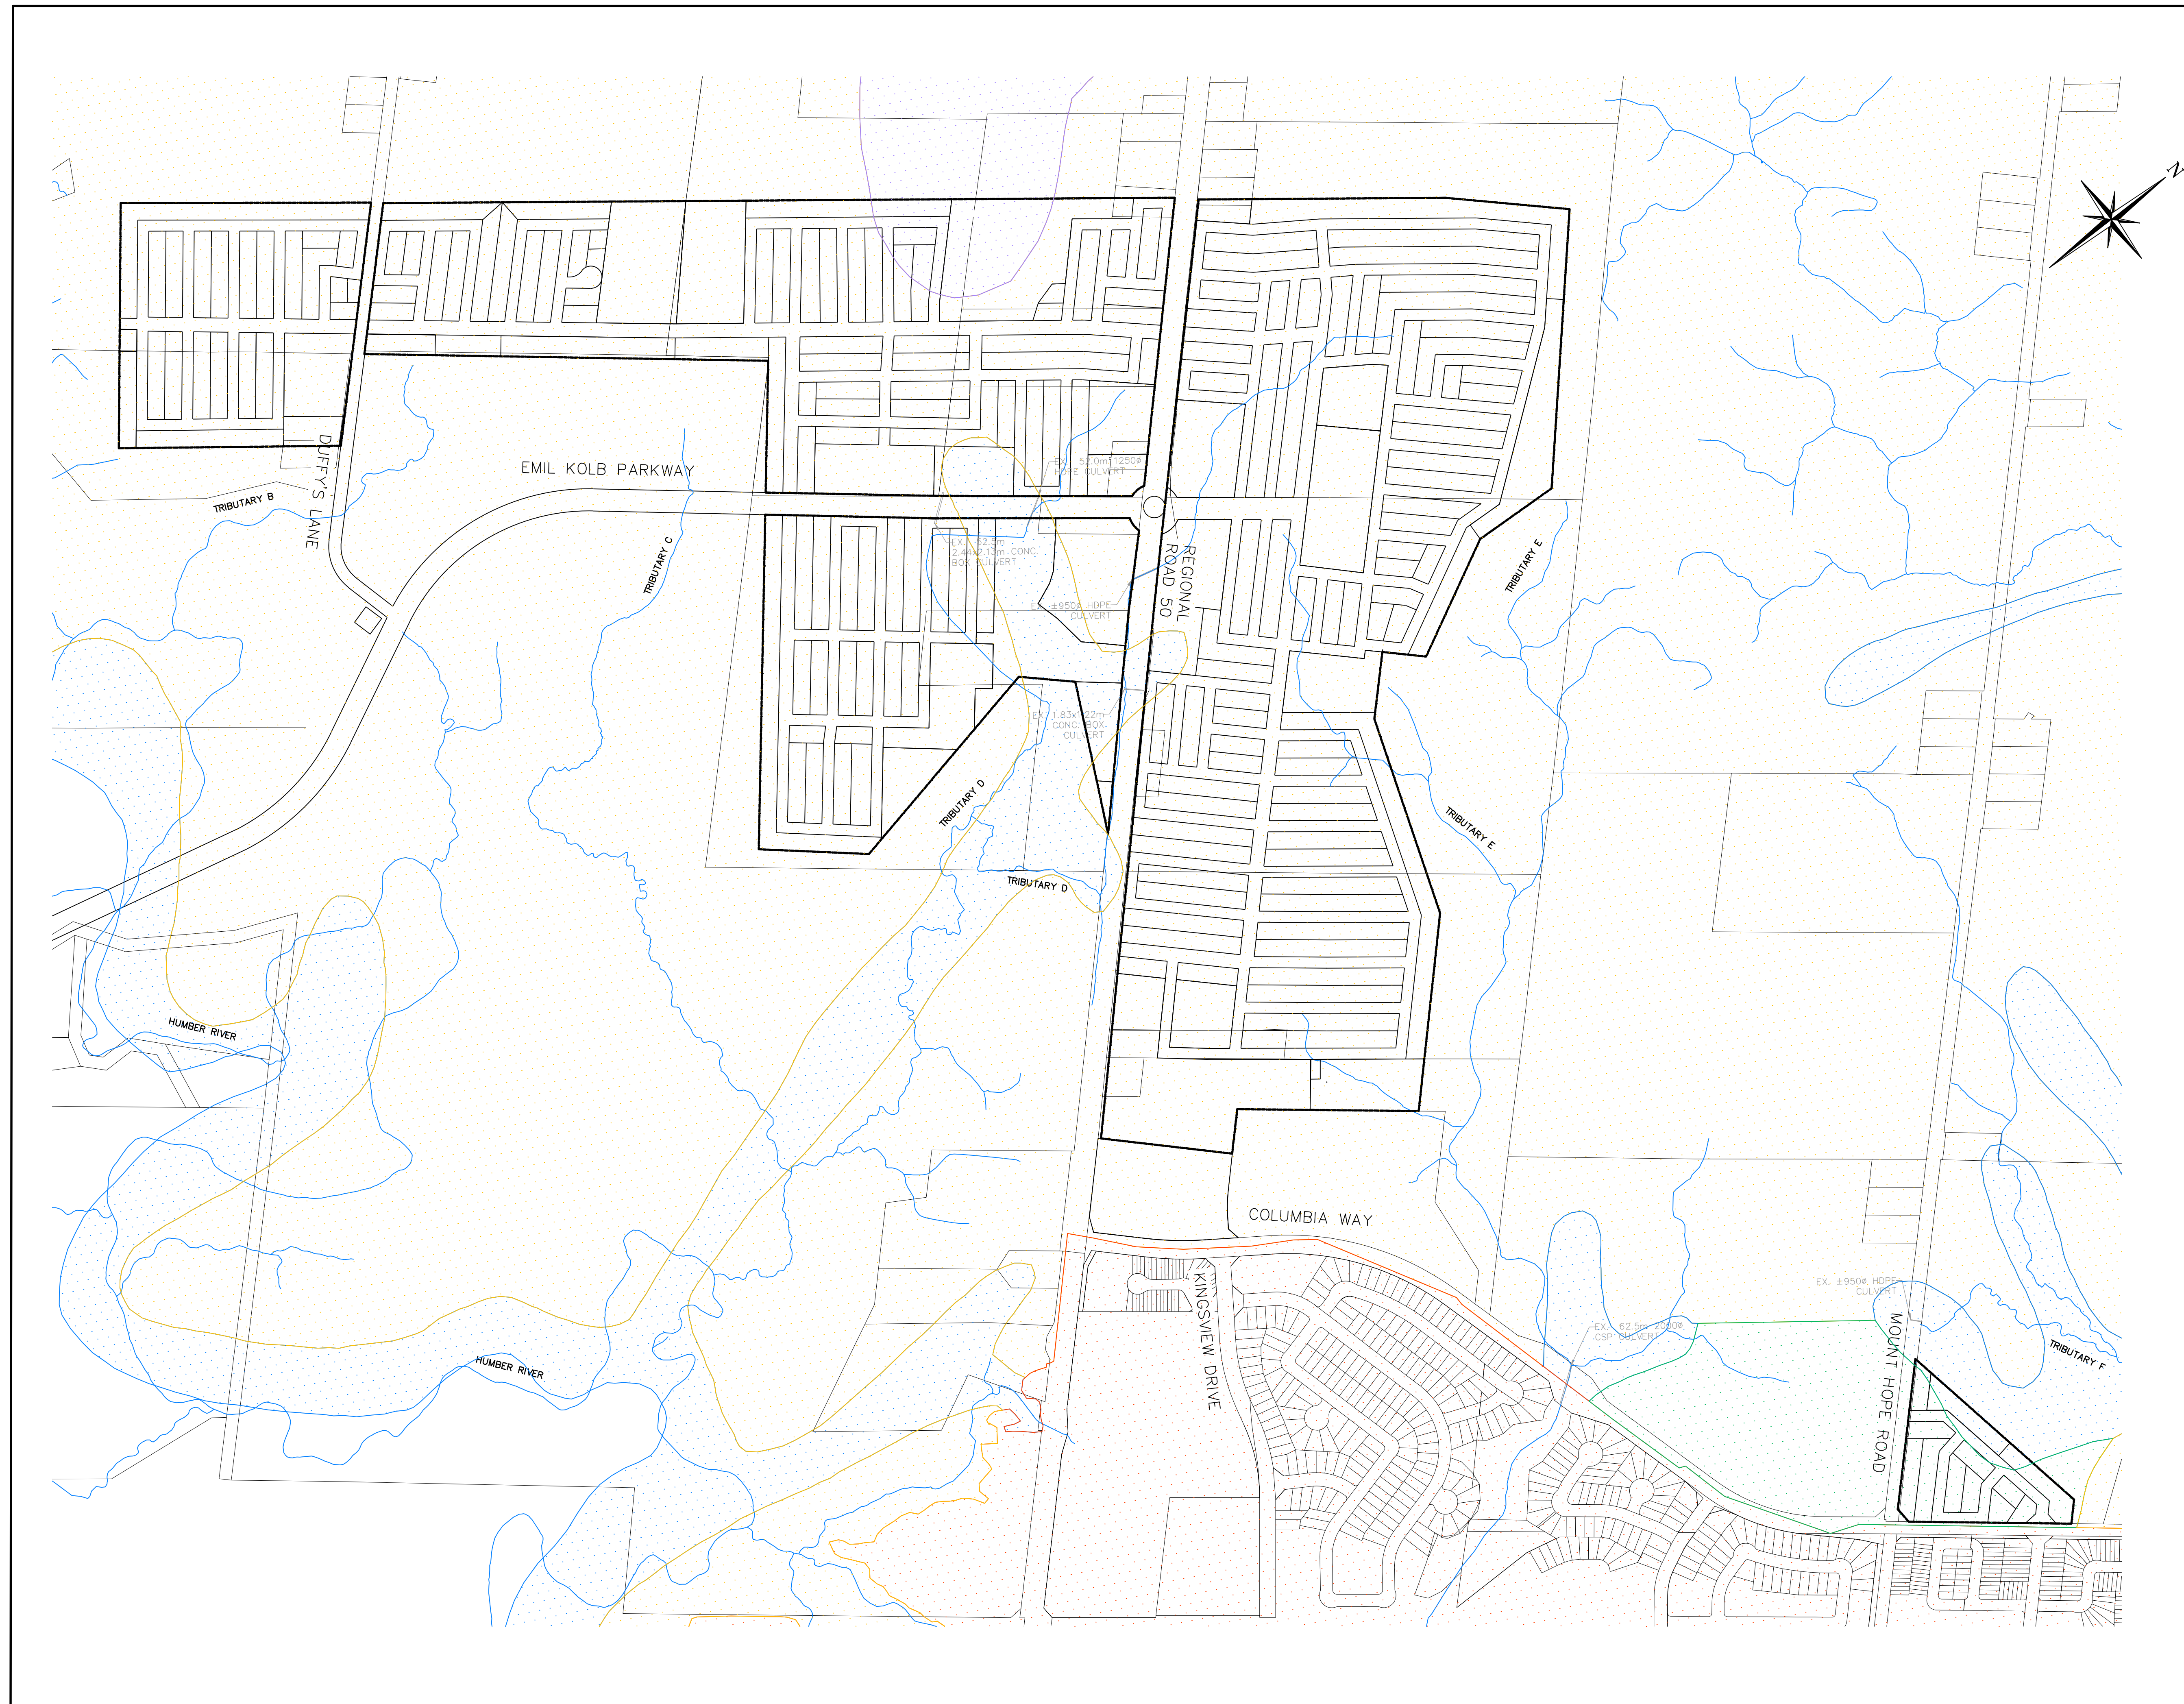 N
DUFFY'S LANE
EMIL KOLB PARKWAY
EX. 52.0m 1250ø
HDPE CULVERT
TRIBUTARY B
TRIBUTARY C
EX. 62.5m
2.44x2.13m CONC.
BOX CULVERT
REGIONAL
ROAD 50
TRIBUTARY E
EX. ±950ø HDPE
CULVERT
EX. 1.83x1.22m
CONC. BOX
CULVERT
TRIBUTARY D
TRIBUTARY E
TRIBUTARY D
HUMBER RIVER
COLUMBIA WAY
KINGSVIEW DRIVE
EX. ±950ø HDPE
CULVERT
EX. 62.5m 2000ø
CSP CULVERT
MOUNT HOPE ROAD
TRIBUTARY F
HUMBER RIVER